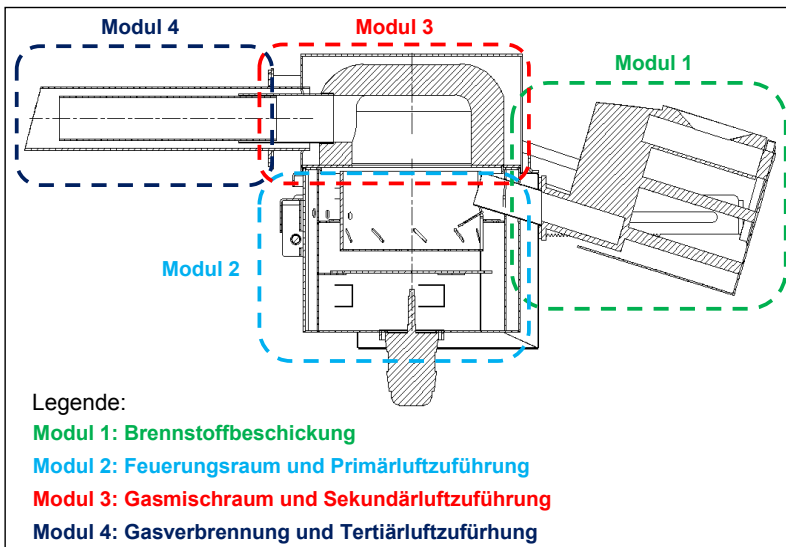 Modul 4
Modul 3
Modul 1
Modul 2
Legende:
Modul 1: Brennstoffbeschickung
Modul 2: Feuerungsraum und Primärluftzuführung
Modul 3: Gasmischraum und Sekundärluftzuführung
Modul 4: Gasverbrennung und Tertiärluftzufürhung